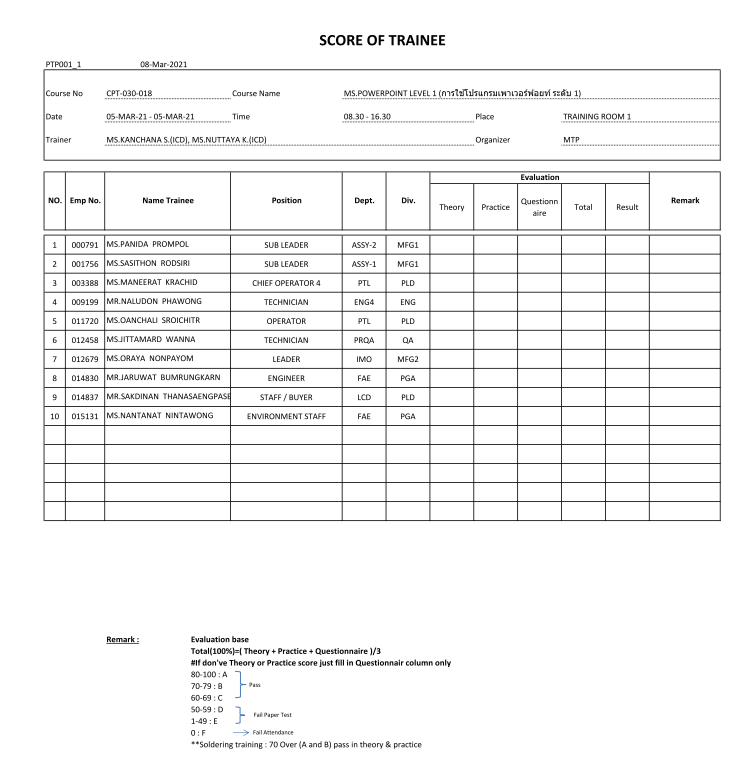 SCORE OF TRAINEE
PTP001_1 08-Mar-2021
Course No CPT-030-018 Course Name MS.POWERPOINT LEVEL 1 (การใช้โปรแกรมเพาเวอร์พ้อยท์ ระดับ 1)
Date 05-MAR-21 - 05-MAR-21 Time 08.30 - 16.30 Place TRAINING ROOM 1
Trainer MS.KANCHANA S.(ICD), MS.NUTTAYA K.(ICD) Organizer MTP
Evaluation
NO. Emp No. Name Trainee Position Dept. Div. Theory Practice Questionn Total Result Remark
aire
1 000791 MS.PANIDA PROMPOL SUB LEADER ASSY-2 MFG1
2 001756 MS.SASITHON RODSIRI SUB LEADER ASSY-1 MFG1
3 003388 MS.MANEERAT KRACHID CHIEF OPERATOR 4 PTL PLD
4 009199 MR.NALUDON PHAWONG TECHNICIAN ENG4 ENG
5 011720 MS.OANCHALI SROICHITR OPERATOR PTL PLD
6 012458 MS.JITTAMARD WANNA TECHNICIAN PRQA QA
7 012679 MS.ORAYA NONPAYOM LEADER IMO MFG2
8 014830 MR.JARUWAT BUMRUNGKARN ENGINEER FAE PGA
9 014837 MR.SAKDINAN THANASAENGPASE STAFF / BUYER LCD PLD
10 015131 MS.NANTANAT NINTAWONG ENVIRONMENT STAFF FAE PGA
Remark : Evaluation base
Total(100%)=( Theory + Practice + Questionnaire )/3
#If don've Theory or Practice score just fill in Questionnair column only
80-100 : A
70-79 : B Pass
60-69 : C
50-59 : D Fail Paper Test
1-49 : E
0 : F Fail Attendance
**Soldering training : 70 Over (A and B) pass in theory & practice